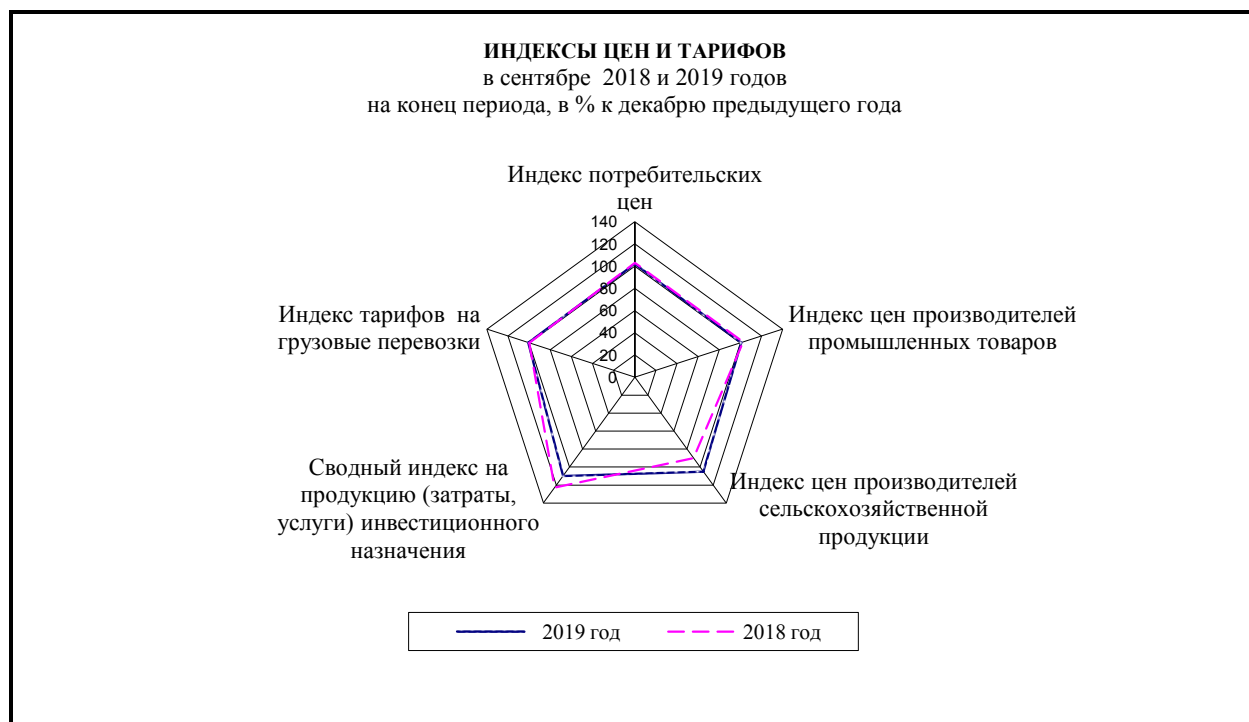 ИНДЕКСЫ ЦЕН И ТАРИФОВ
в сентябре 2018 и 2019 годов
на конец периода, в % к декабрю предыдущего года
Индекс потребительских
цен
140
120
100
80
60
40
20
0
Индекс цен производителей
промышленных товаров
Индекс тарифов на
грузовые перевозки
Индекс цен производителей
сельскохозяйственной
продукции
Сводный индекс на
продукцию (затраты,
услуги) инвестиционного
назначения
2019 год
2018 год